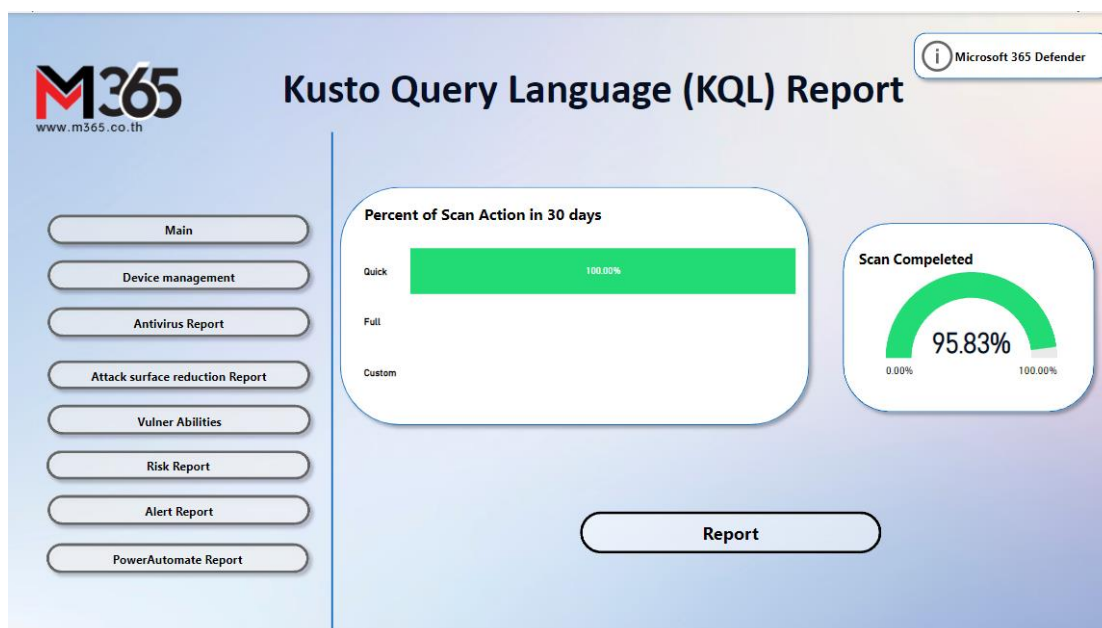 M365
www.m365.co.th
Kusto Query Language (KQL) Report
i Microsoft 365 Defender
Main
Device management
Antivirus Report
Attack surface reduction Report
Vulner Abilities
Risk Report
Alert Report
PowerAutomate Report
Percent of Scan Action in 30 days
Quick 100.00%
Full
Custom
Scan Compeleted
95.83%
0.00% 100.00%
Report